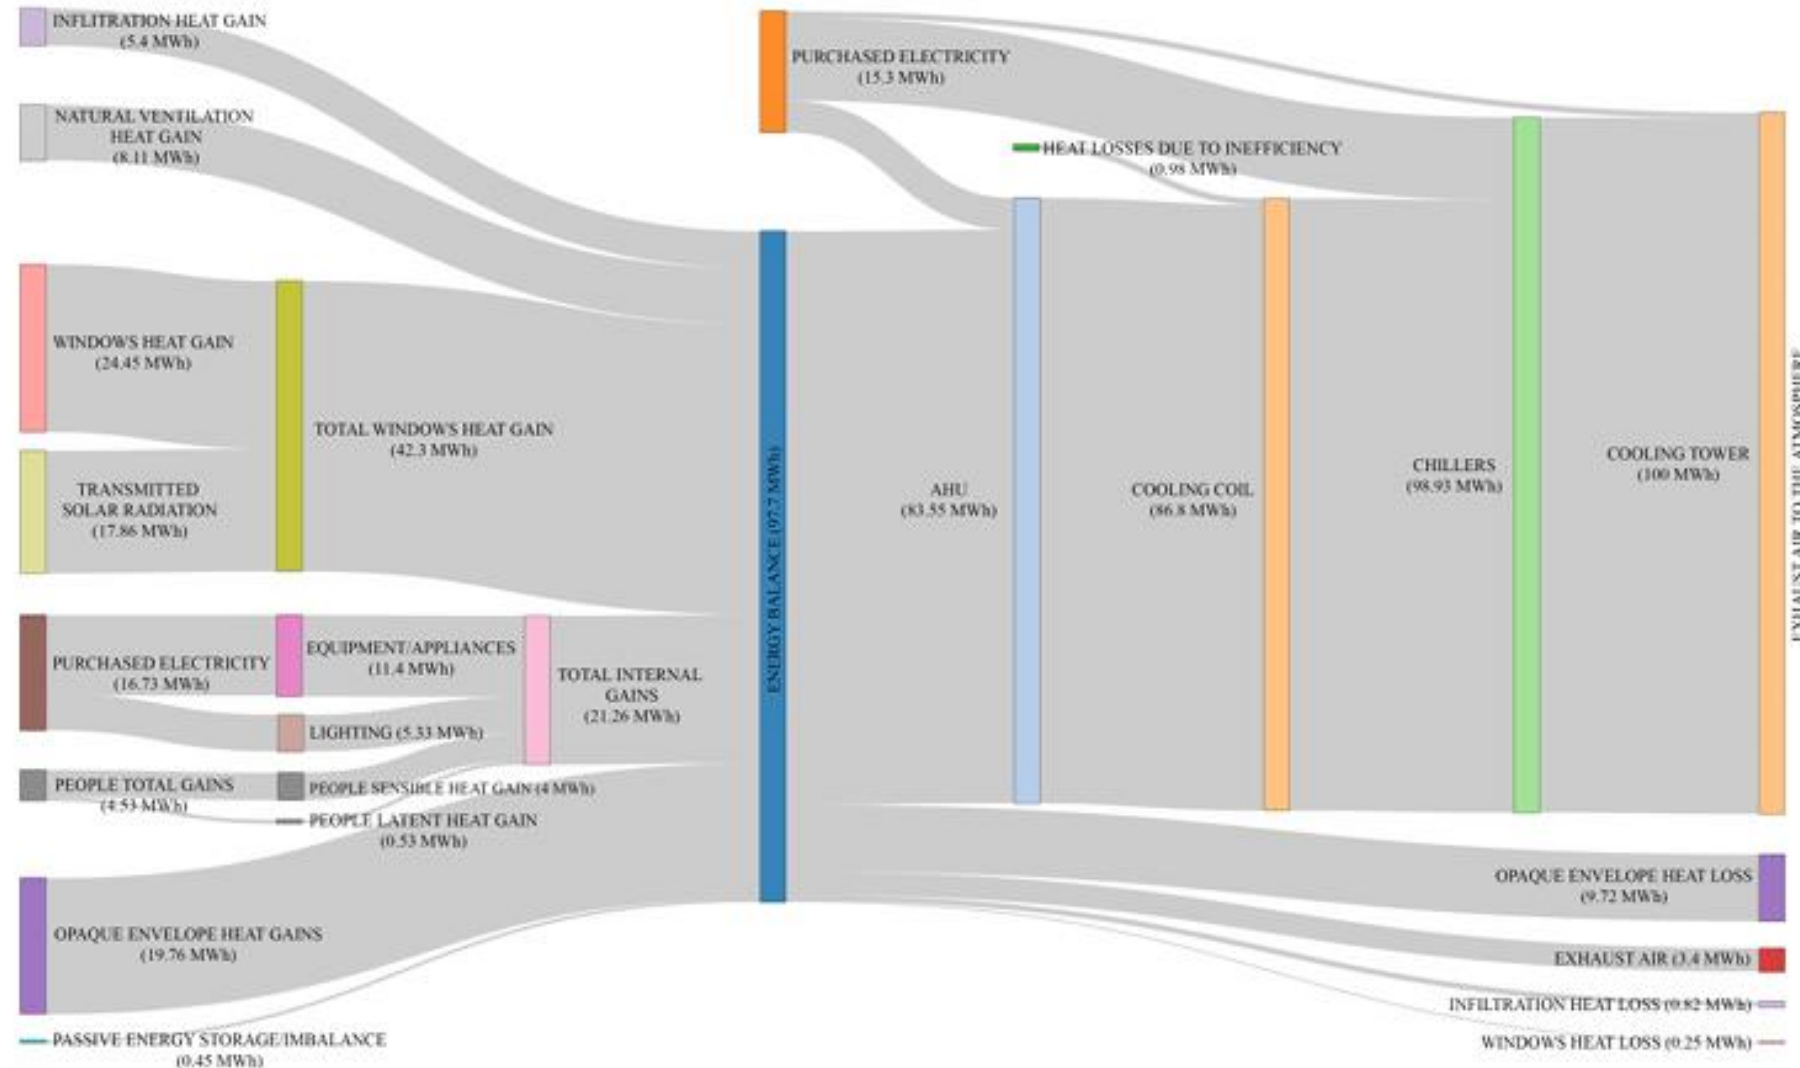 INFLITRATION HEAT GAIN
(5.4 MWh)
NATURAL VENTILATION
HEAT GAIN
(8.11 MWh)
WINDOWS HEAT GAIN
(24.45 MWh)
TRANSMITTED
SOLAR RADIATION
(17.86 MWh)
TOTAL WINDOWS HEAT GAIN
(42.3 MWh)
PURCHASED ELECTRICITY
(16.73 MWh)
EQUIPMENT/APPLIANCES
(11.4 MWh)
LIGHTING (5.33 MWh)
TOTAL INTERNAL
GAINS
(21.26 MWh)
PEOPLE TOTAL GAINS
(4.53 MWh)
PEOPLE SENSIBLE HEAT GAIN (4 MWh)
PEOPLE LATENT HEAT GAIN
(0.53 MWh)
OPAQUE ENVELOPE HEAT GAINS
(19.76 MWh)
PASSIVE ENERGY STORAGE/IMBALANCE
(0.45 MWh)
ENERGY BALANCE (97.7 MWh)
PURCHASED ELECTRICITY
(15.3 MWh)
HEAT LOSSES DUE TO INEFFICIENCY
(0.98 MWh)
AHU
(83.55 MWh)
COOLING COIL
(86.8 MWh)
CHILLERS
(98.93 MWh)
COOLING TOWER
(100 MWh)
EXHAUST AIR TO THE ATMOSPHERE
OPAQUE ENVELOPE HEAT LOSS
(9.72 MWh)
EXHAUST AIR (3.4 MWh)
INFILTRATION HEAT LOSS (0.82 MWh)
WINDOWS HEAT LOSS (0.25 MWh)